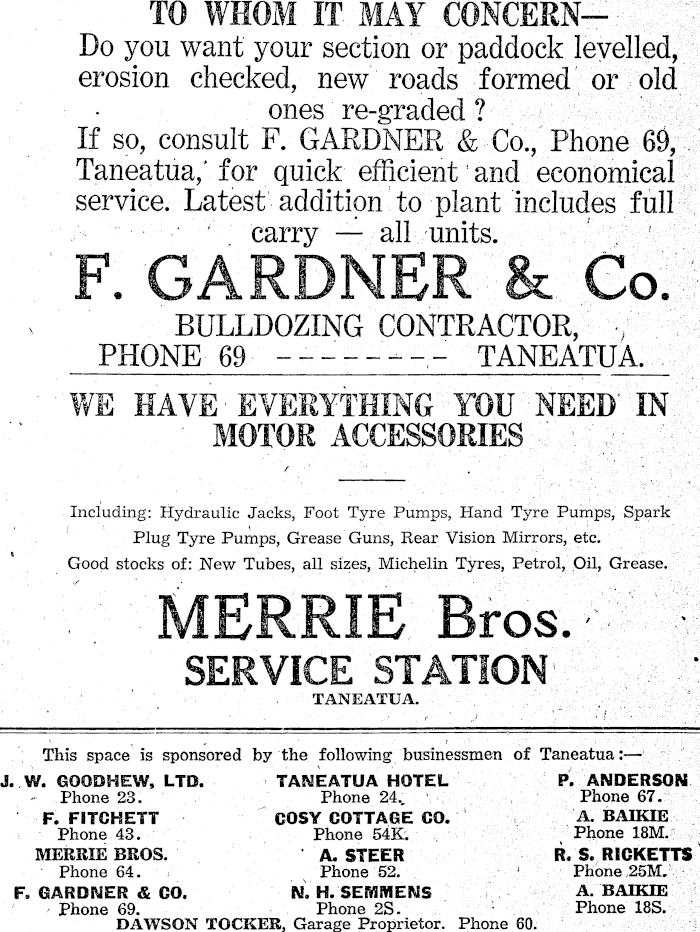 TO WHOM IT MAY CONCERN—
Do you want your section or paddock levelled,
erosion checked, new roads formed or old
ones re-graded ?
If so, consult F. GARDNER & Co., Phone 69,
Taneatua, for quick efficient and economical
service. Latest addition to plant includes full
carry — all units.
F. GARDNER & Co.
BULLDOZING CONTRACTOR,
PHONE 69 -------- TANEATUA.
WE HAVE EVERYTHING YOU NEED IN
MOTOR ACCESSORIES
Including: Hydraulic Jacks, Foot Tyre Pumps, Hand Tyre Pumps, Spark
Plug Tyre Pumps, Grease Guns, Rear Vision Mirrors, etc.
Good stocks of: New Tubes, all sizes, Michelin Tyres, Petrol, Oil, Grease.
MERRIE Bros.
SERVICE STATION
TANEATUA.
This space is sponsored by the following businessmen of Taneatua:—
J. W. GOODHEW, LTD. TANEATUA HOTEL P. ANDERSON
Phone 23. Phone 24. Phone 67.
F. FITCHETT COSY COTTAGE CO. A. BAIKIE
Phone 43. Phone 54K. Phone 18M.
MERRIE BROS. A. STEER R. S. RICKETTS
Phone 64. Phone 52. Phone 25M.
F. GARDNER & CO. N. H. SEMMENS A. BAIKIE
Phone 69. Phone 2S. Phone 18S.
DAWSON TOCKER, Garage Proprietor. Phone 60.